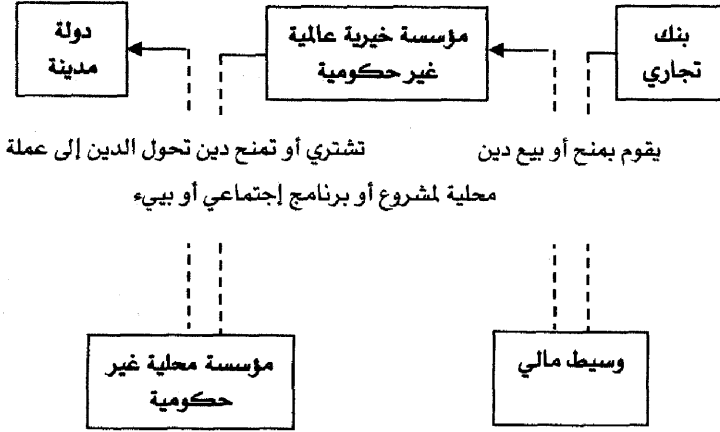 بنك
تجاري
مؤسسة خيرية عالمية
غير حكومية
دولة
مدينة
يقوم بمنح أو بيع دين
تشتري أو تمنح دين تحول الدين إلى عملة
محلية لمشروع أو برنامج إجتماعي أو بييء
وسيط مالي
مؤسسة محلية غير
حكومية